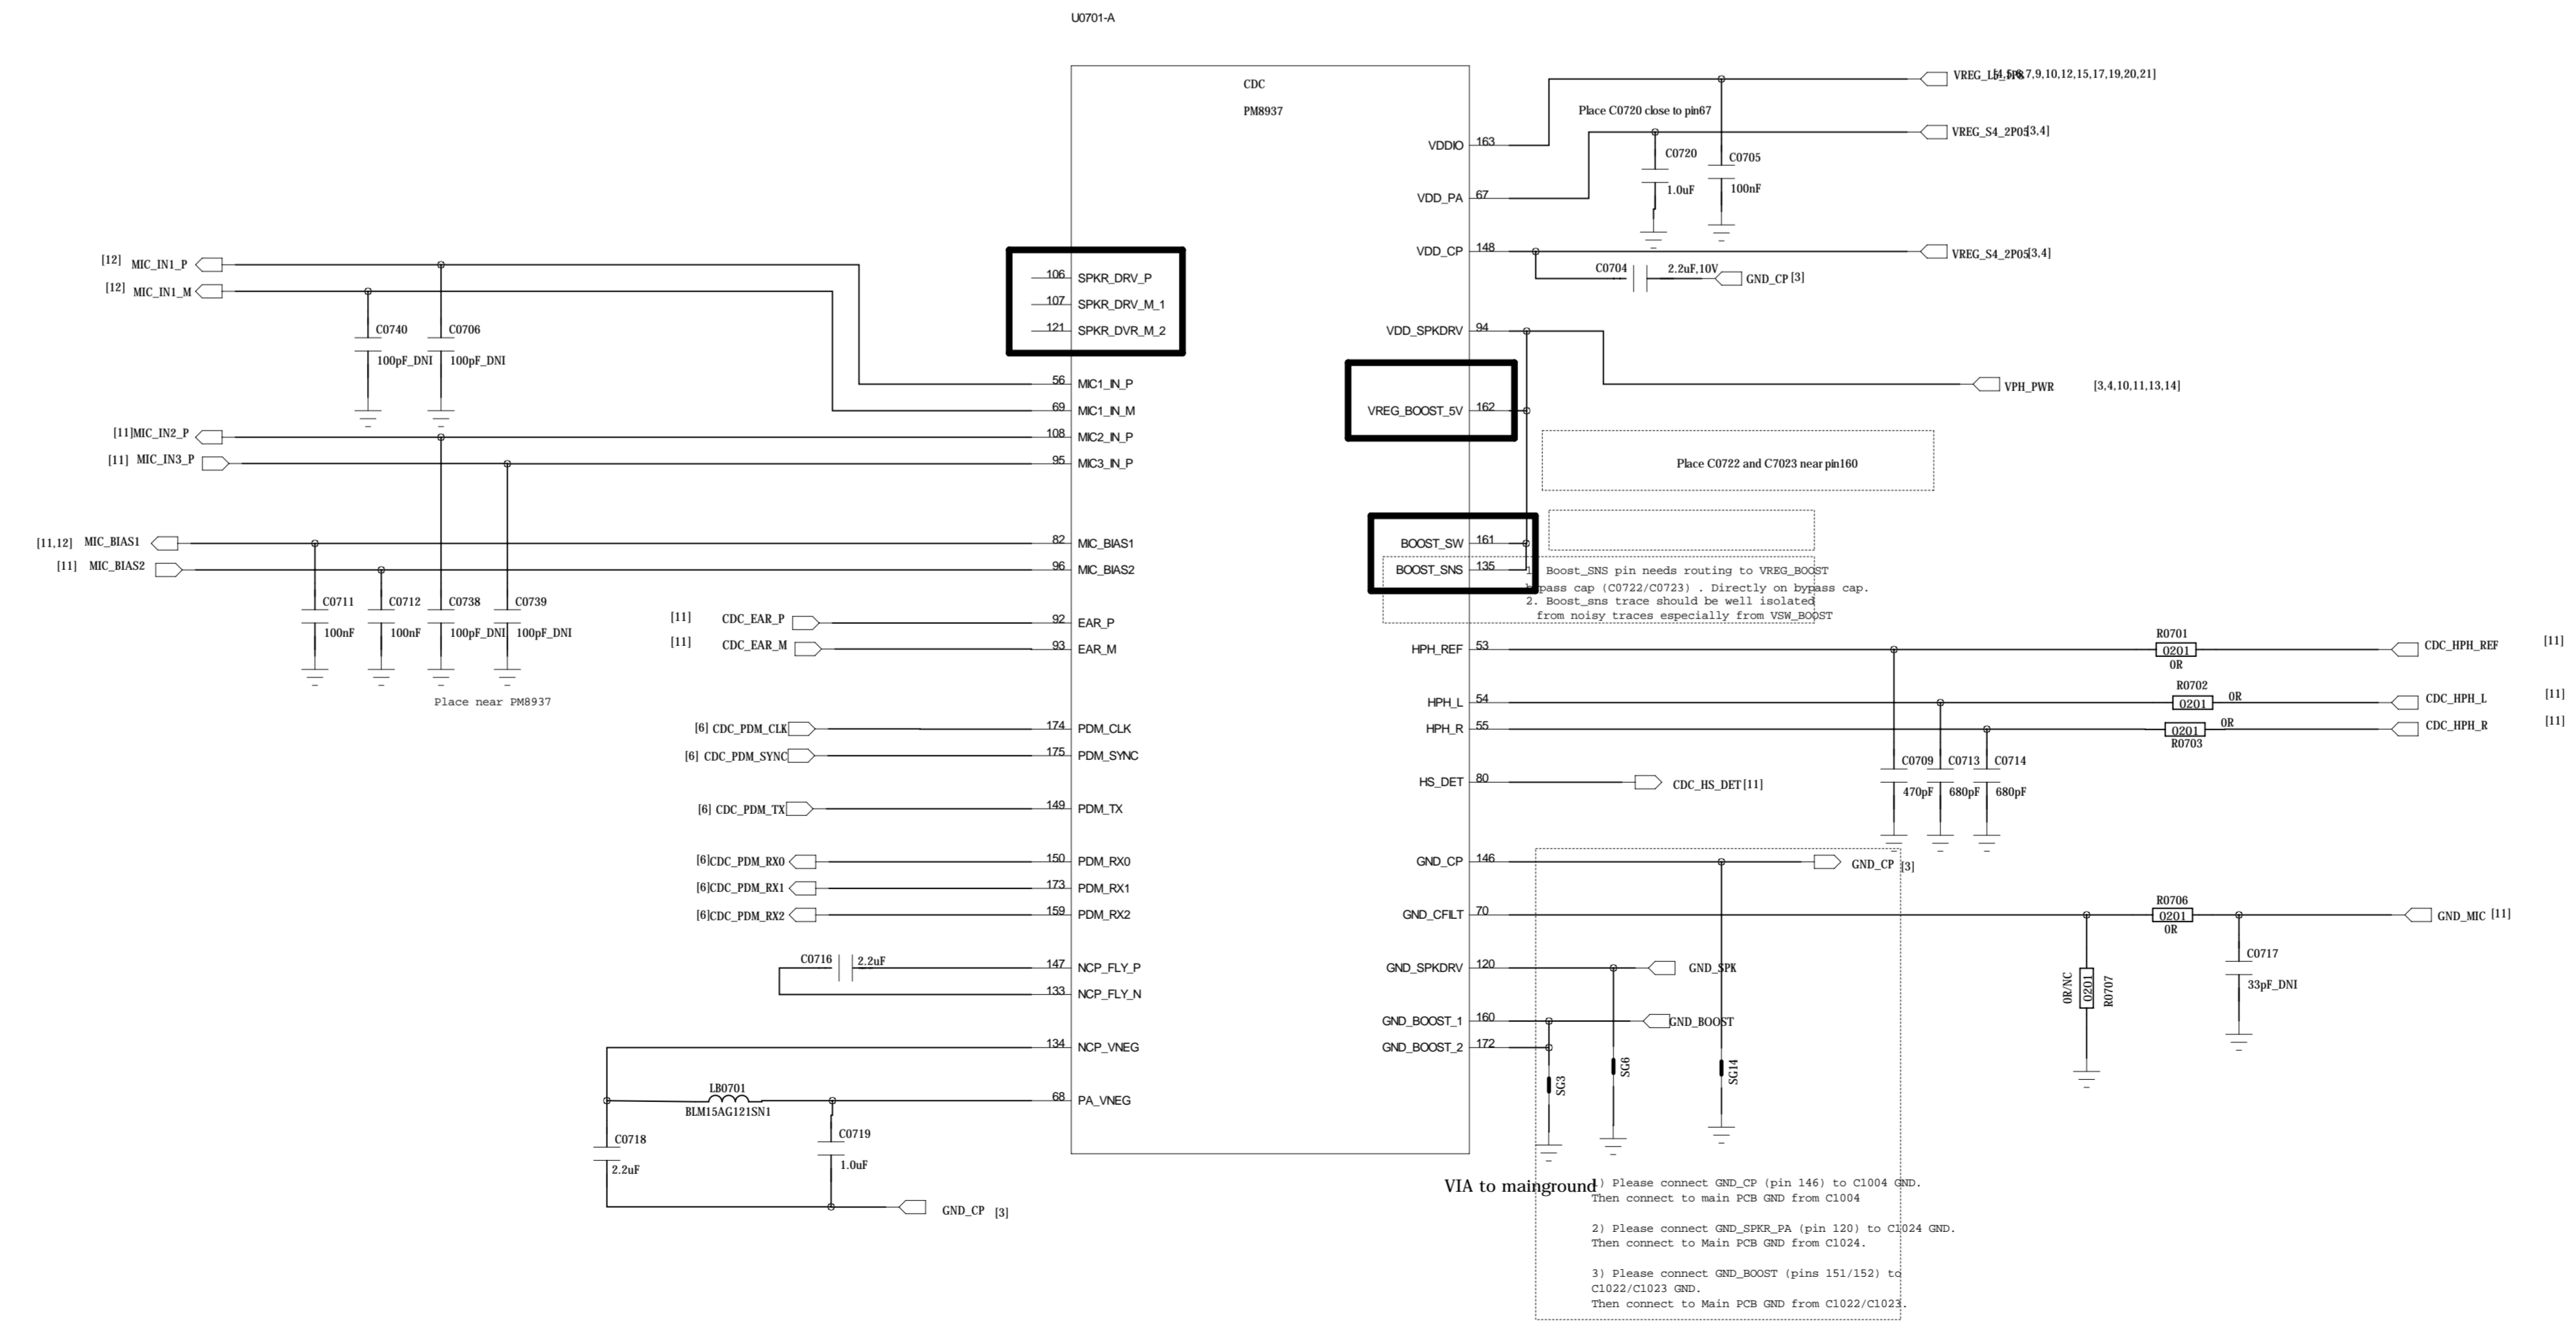 U0701-A
CDC
PM8937
VDDIO 163
VDD_PA 67
VDD_CP 148
VDD_SPKDRV 94
VREG_BOOST_5V 162
BOOST_SW 161
BOOST_SNS 135
HPH_REF 53
HPH_L 54
HPH_R 55
HS_DET 80
GND_CP 146
GND_CFILT 70
GND_SPKDRV 120
GND_BOOST_1 160
GND_BOOST_2 172
106 SPKR_DRV_P
107 SPKR_DRV_M_1
121 SPKR_DVR_M_2
56 MIC1_IN_P
69 MIC1_IN_M
108 MIC2_IN_P
95 MIC3_IN_P
82 MIC_BIAS1
96 MIC_BIAS2
92 EAR_P
93 EAR_M
174 PDM_CLK
175 PDM_SYNC
149 PDM_TX
150 PDM_RX0
173 PDM_RX1
159 PDM_RX2
147 NCP_FLY_P
133 NCP_FLY_N
134 NCP_VNEG
68 PA_VNEG
[12] MIC_IN1_P
[12] MIC_IN1_M
C0740
100pF_DNI
C0706
100pF_DNI
[11]MIC_IN2_P
[11] MIC_IN3_P
[11,12] MIC_BIAS1
[11] MIC_BIAS2
C0711
100nF
C0712
100nF
C0738
100pF_DNI
C0739
100pF_DNI
Place near PM8937
[11] CDC_EAR_P
[11] CDC_EAR_M
[6] CDC_PDM_CLK
[6] CDC_PDM_SYNC
[6] CDC_PDM_TX
[6]CDC_PDM_RX0
[6]CDC_PDM_RX1
[6]CDC_PDM_RX2
C0716 2.2uF
LB0701
BLM15AG121SN1
C0718
2.2uF
C0719
1.0uF
GND_CP [3]
[4,5,6,7,9,10,12,15,17,19,20,21]
Place C0720 close to pin67
VREG_S4_2P05[3,4]
C0720
1.0uF
C0705
100nF
VREG_S4_2P05[3,4]
C0704 2.2uF,10V GND_CP [3]
VPH_PWR [3,4,10,11,13,14]
Place C0722 and C7023 near pin160
1. Boost_SNS pin needs routing to VREG_BOOST
bypass cap (C0722/C0723) . Directly on bypass cap.
2. Boost_sns trace should be well isolated
from noisy traces especially from VSW_BOOST
R0701
0201
0R
CDC_HPH_REF [11]
R0702
0201
0R
CDC_HPH_L [11]
0201
0R
R0703
CDC_HPH_R [11]
CDC_HS_DET[11]
C0709
470pF
C0713
680pF
C0714
680pF
GND_CP [3]
R0706
0201
0R
GND_MIC [11]
C0717
33pF_DNI
0R/NC
0201
R0707
GND_SPK
GND_BOOST
SG3
SG6
SG14
VIA to mainground
1) Please connect GND_CP (pin 146) to C1004 GND.
Then connect to main PCB GND from C1004
2) Please connect GND_SPKR_PA (pin 120) to C1024 GND.
Then connect to Main PCB GND from C1024.
3) Please connect GND_BOOST (pins 151/152) to
C1022/C1023 GND.
Then connect to Main PCB GND from C1022/C1023.